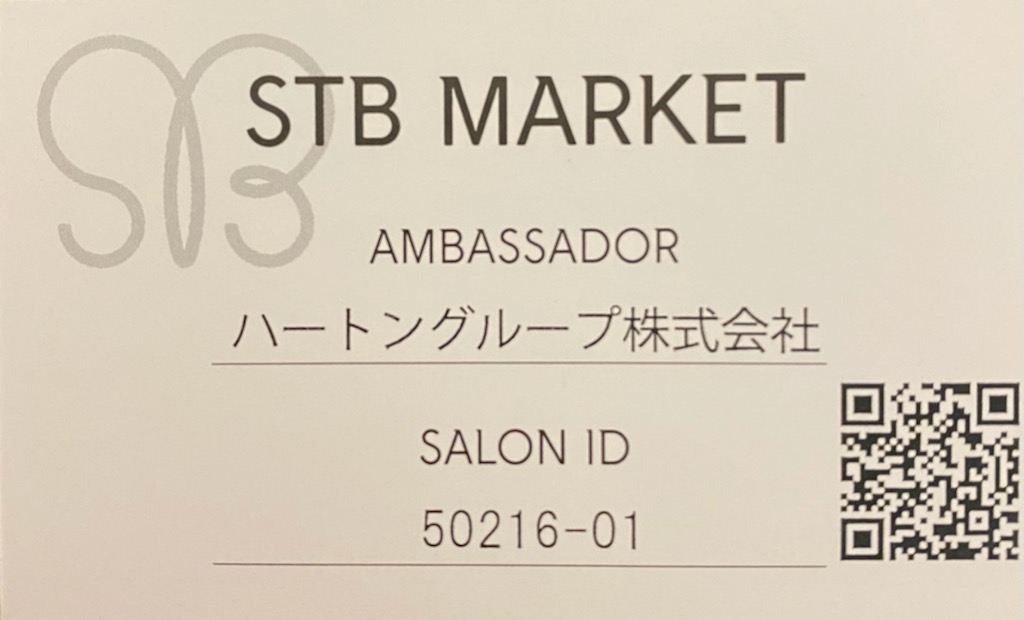 STB
STB MARKET
AMBASSADOR
ハートングループ株式会社
SALON ID
50216-01